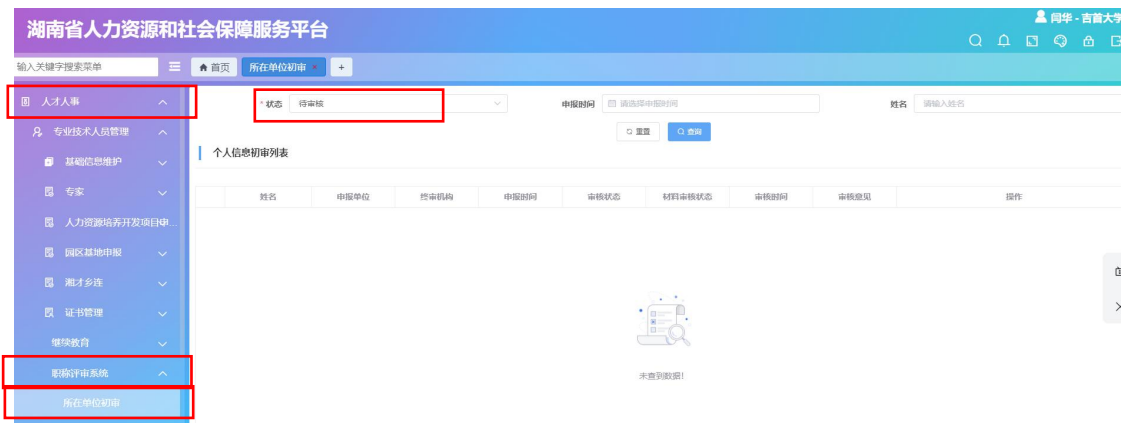 湖南省人力资源和社会保障服务平台
闫华 - 吉首大学
输入关键字搜索菜单
首页
所在单位初审 ×
+
人才人事
专业技术人员管理
基础信息维护
专家
人力资源培养开发项目申...
园区基地申报
湘才乡连
证书管理
继续教育
职称评审系统
所在单位初审
* 状态 待审核
申报时间 请选择申报时间
姓名 请输入姓名
重置
查询
个人信息初审列表
姓名 申报单位 终审机构 申报时间 审核状态 材料审核状态 审核时间 审核意见 操作
未查到数据!